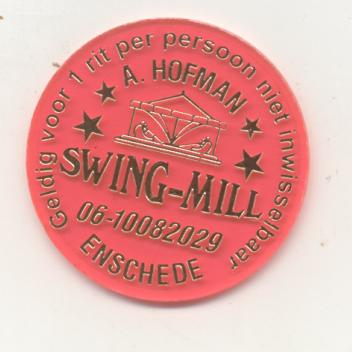 Geldig voor 1 rit per persoon niet inwisselbaar
A. HOFMAN
SWING-MILL
06-10082029
ENSCHEDE